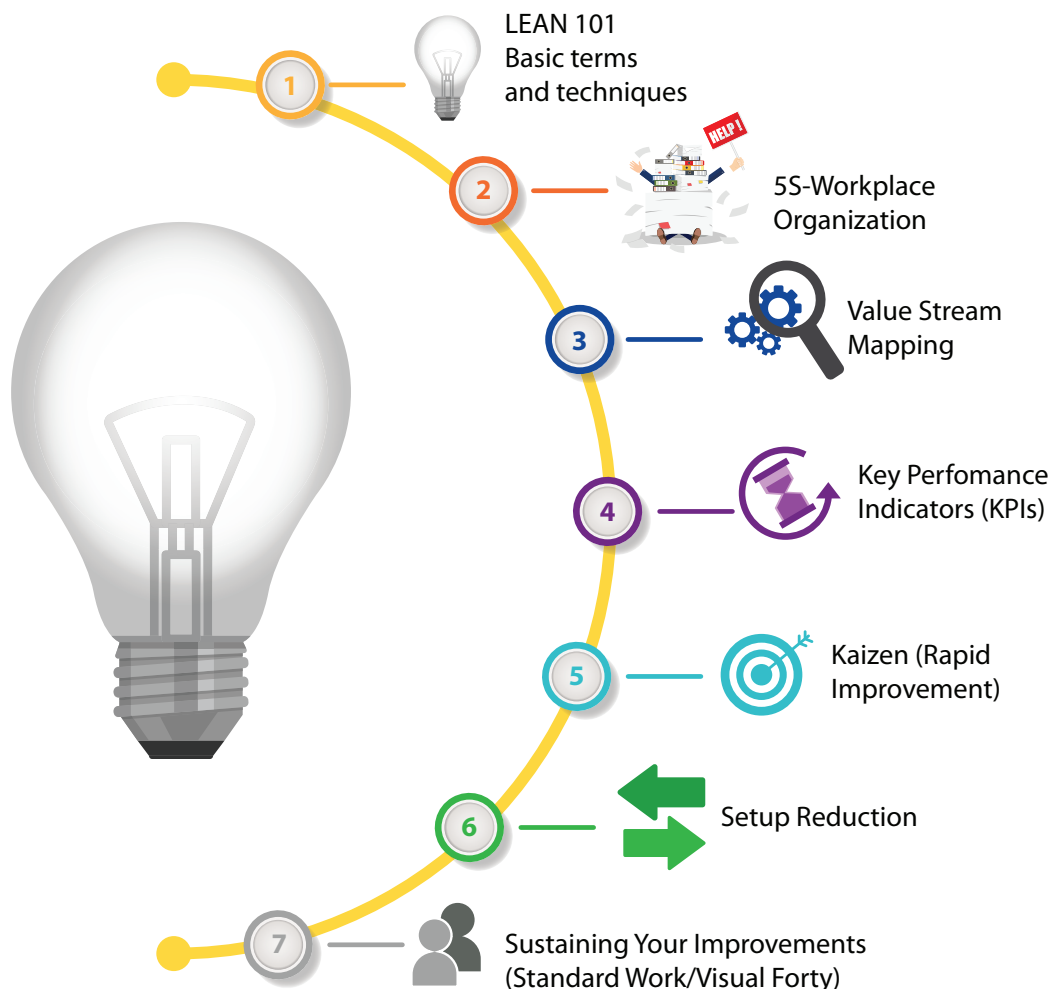 1
LEAN 101
Basic terms
and techniques
2
HELP!
5S-Workplace
Organization
3
Value Stream
Mapping
4
Key Perfomance
Indicators (KPIs)
5
Kaizen (Rapid
Improvement)
6
Setup Reduction
7
Sustaining Your Improvements
(Standard Work/Visual Forty)